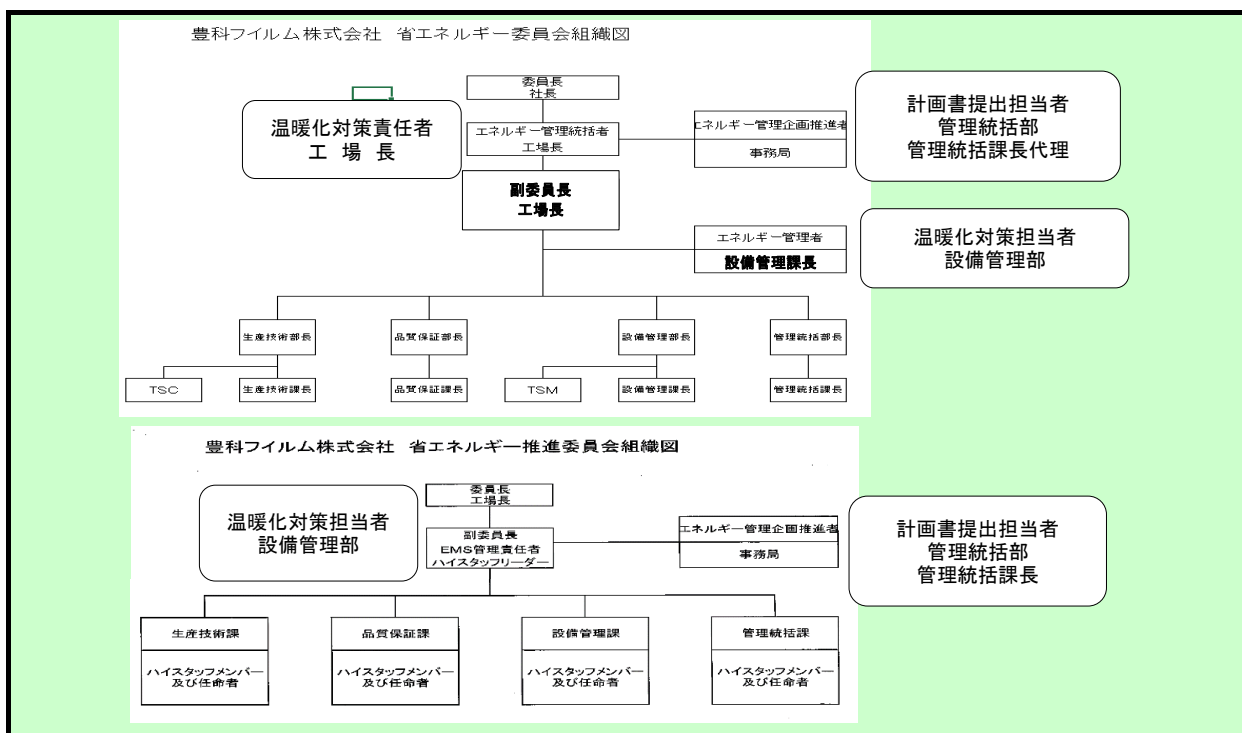 豊科フイルム株式会社 省エネルギー委員会組織図
委員長
社長
温暖化対策責任者
工 場 長
エネルギー管理統括者
工場長
エネルギー管理企画推進者
事務局
計画書提出担当者
管理統括部
管理統括課長代理
副委員長
工場長
エネルギー管理者
設備管理課長
温暖化対策担当者
設備管理部
生産技術部長
品質保証部長
設備管理部長
管理統括部長
TSC
生産技術課長
品質保証課長
TSM
設備管理課長
管理統括課長
豊科フイルム株式会社 省エネルギー推進委員会組織図
委員長
工場長
温暖化対策担当者
設備管理部
副委員長
EMS管理責任者
ハイスタッフリーダー
エネルギー管理企画推進者
事務局
計画書提出担当者
管理統括部
管理統括課長
生産技術課
ハイスタッフメンバー
及び任命者
品質保証課
ハイスタッフメンバー
及び任命者
設備管理課
ハイスタッフメンバー
及び任命者
管理統括課
ハイスタッフメンバー
及び任命者